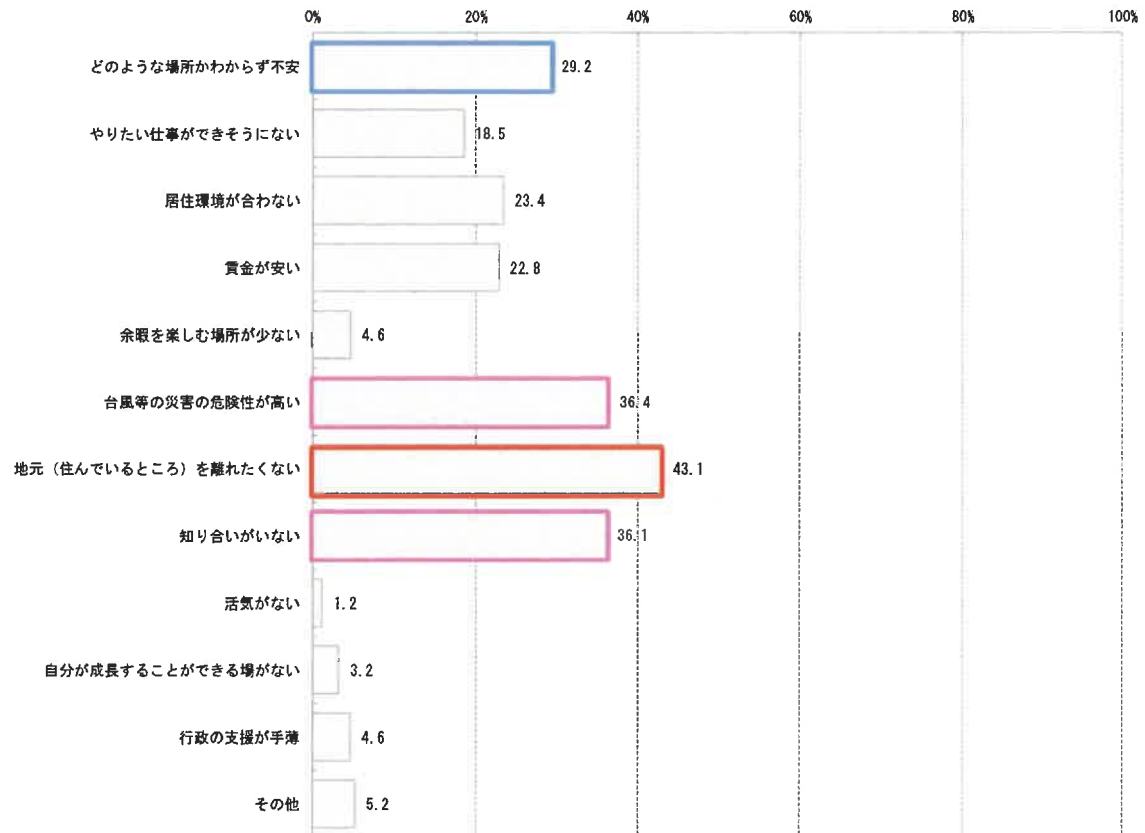 0% 20% 40% 60% 80% 100%
どのような場所かわからず不安 29.2
やりたい仕事ができそうにない 18.5
居住環境が合わない 23.4
賃金が安い 22.8
余暇を楽しむ場所が少ない 4.6
台風等の災害の危険性が高い 36.4
地元（住んでいるところ）を離れたくない 43.1
知り合いがいない 36.1
活気がない 1.2
自分が成長することができる場がない 3.2
行政の支援が手薄 4.6
その他 5.2